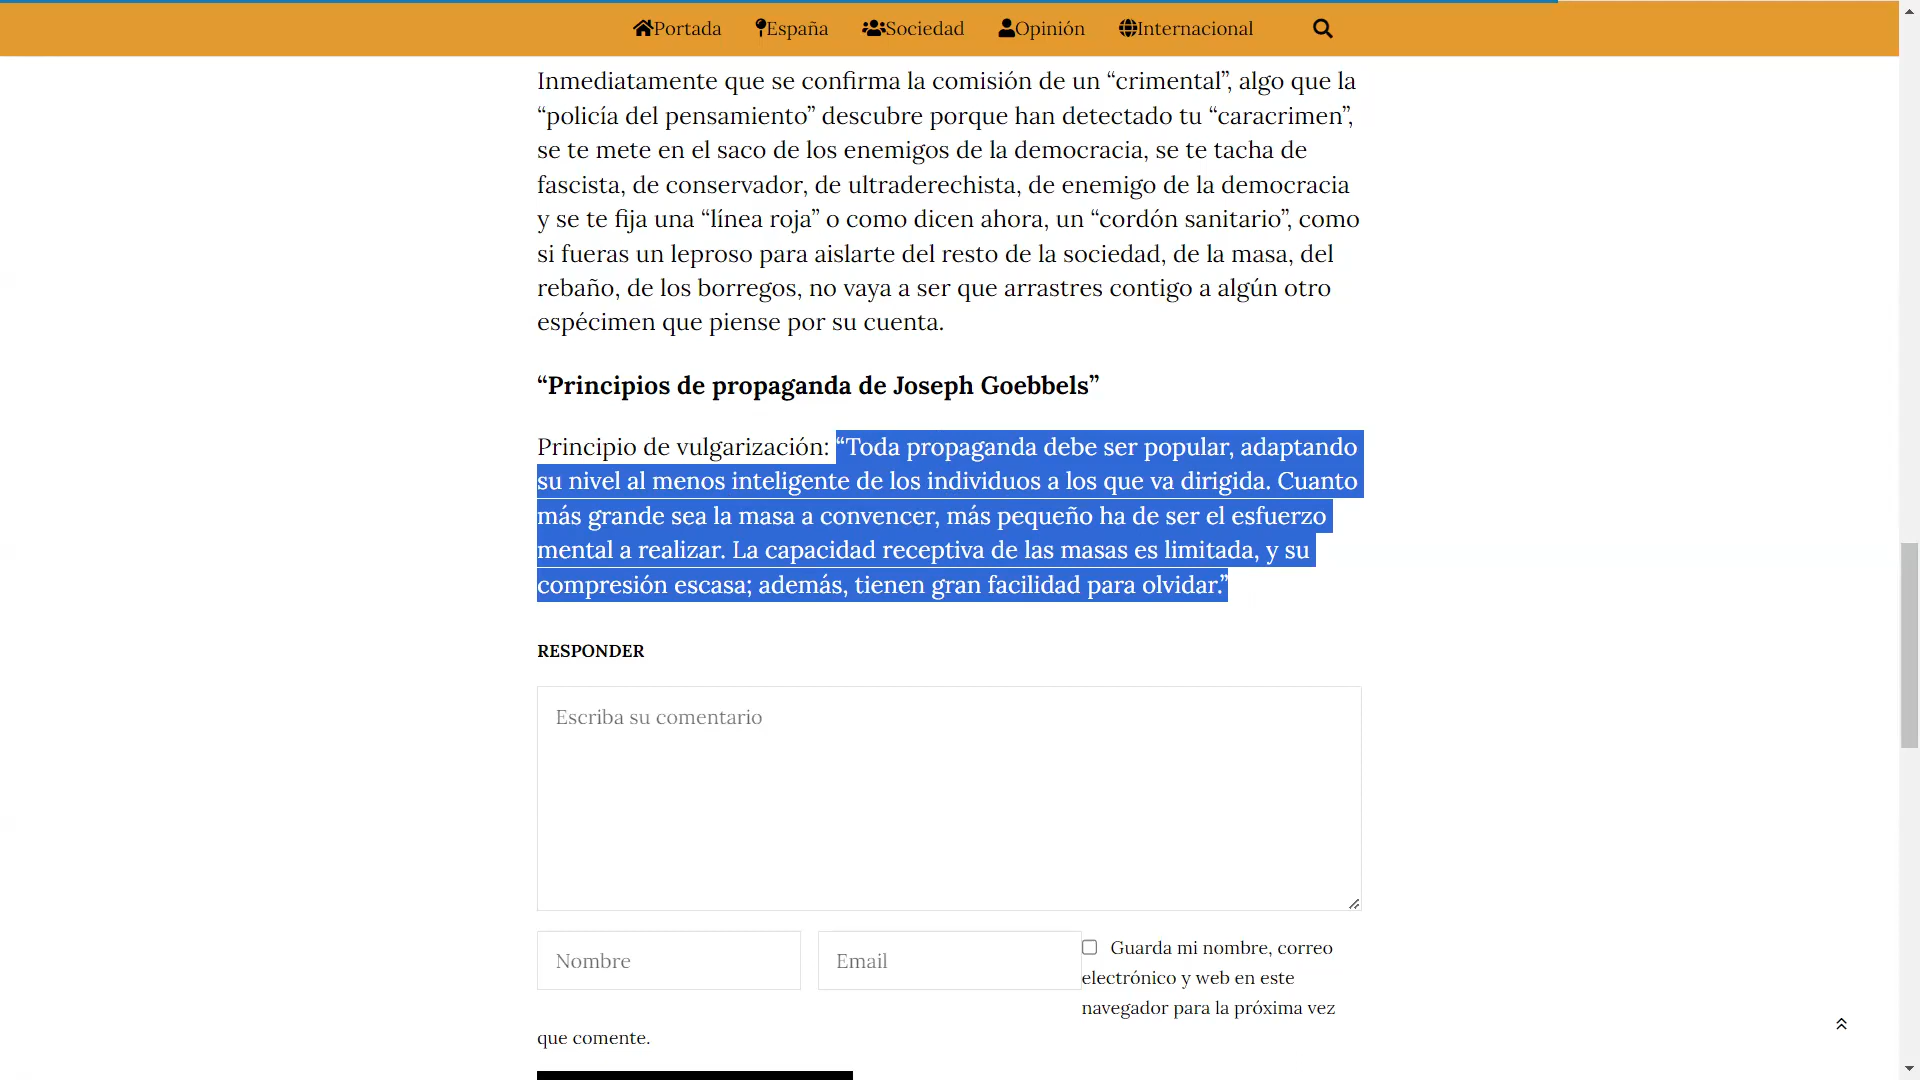 Portada España Sociedad Opinión Internacional
Inmediatamente que se confirma la comisión de un “crimental”, algo que la
“policía del pensamiento” descubre porque han detectado tu “caracrimen”,
se te mete en el saco de los enemigos de la democracia, se te tacha de
fascista, de conservador, de ultraderechista, de enemigo de la democracia
y se te fija una “línea roja” o como dicen ahora, un “cordón sanitario”, como
si fueras un leproso para aislarte del resto de la sociedad, de la masa, del
rebaño, de los borregos, no vaya a ser que arrastres contigo a algún otro
espécimen que piense por su cuenta.
“Principios de propaganda de Joseph Goebbels”
Principio de vulgarización: “Toda propaganda debe ser popular, adaptando
su nivel al menos inteligente de los individuos a los que va dirigida. Cuanto
más grande sea la masa a convencer, más pequeño ha de ser el esfuerzo
mental a realizar. La capacidad receptiva de las masas es limitada, y su
compresión escasa; además, tienen gran facilidad para olvidar.”
RESPONDER
Escriba su comentario
Nombre
Email
Guarda mi nombre, correo
electrónico y web en este
navegador para la próxima vez
que comente.